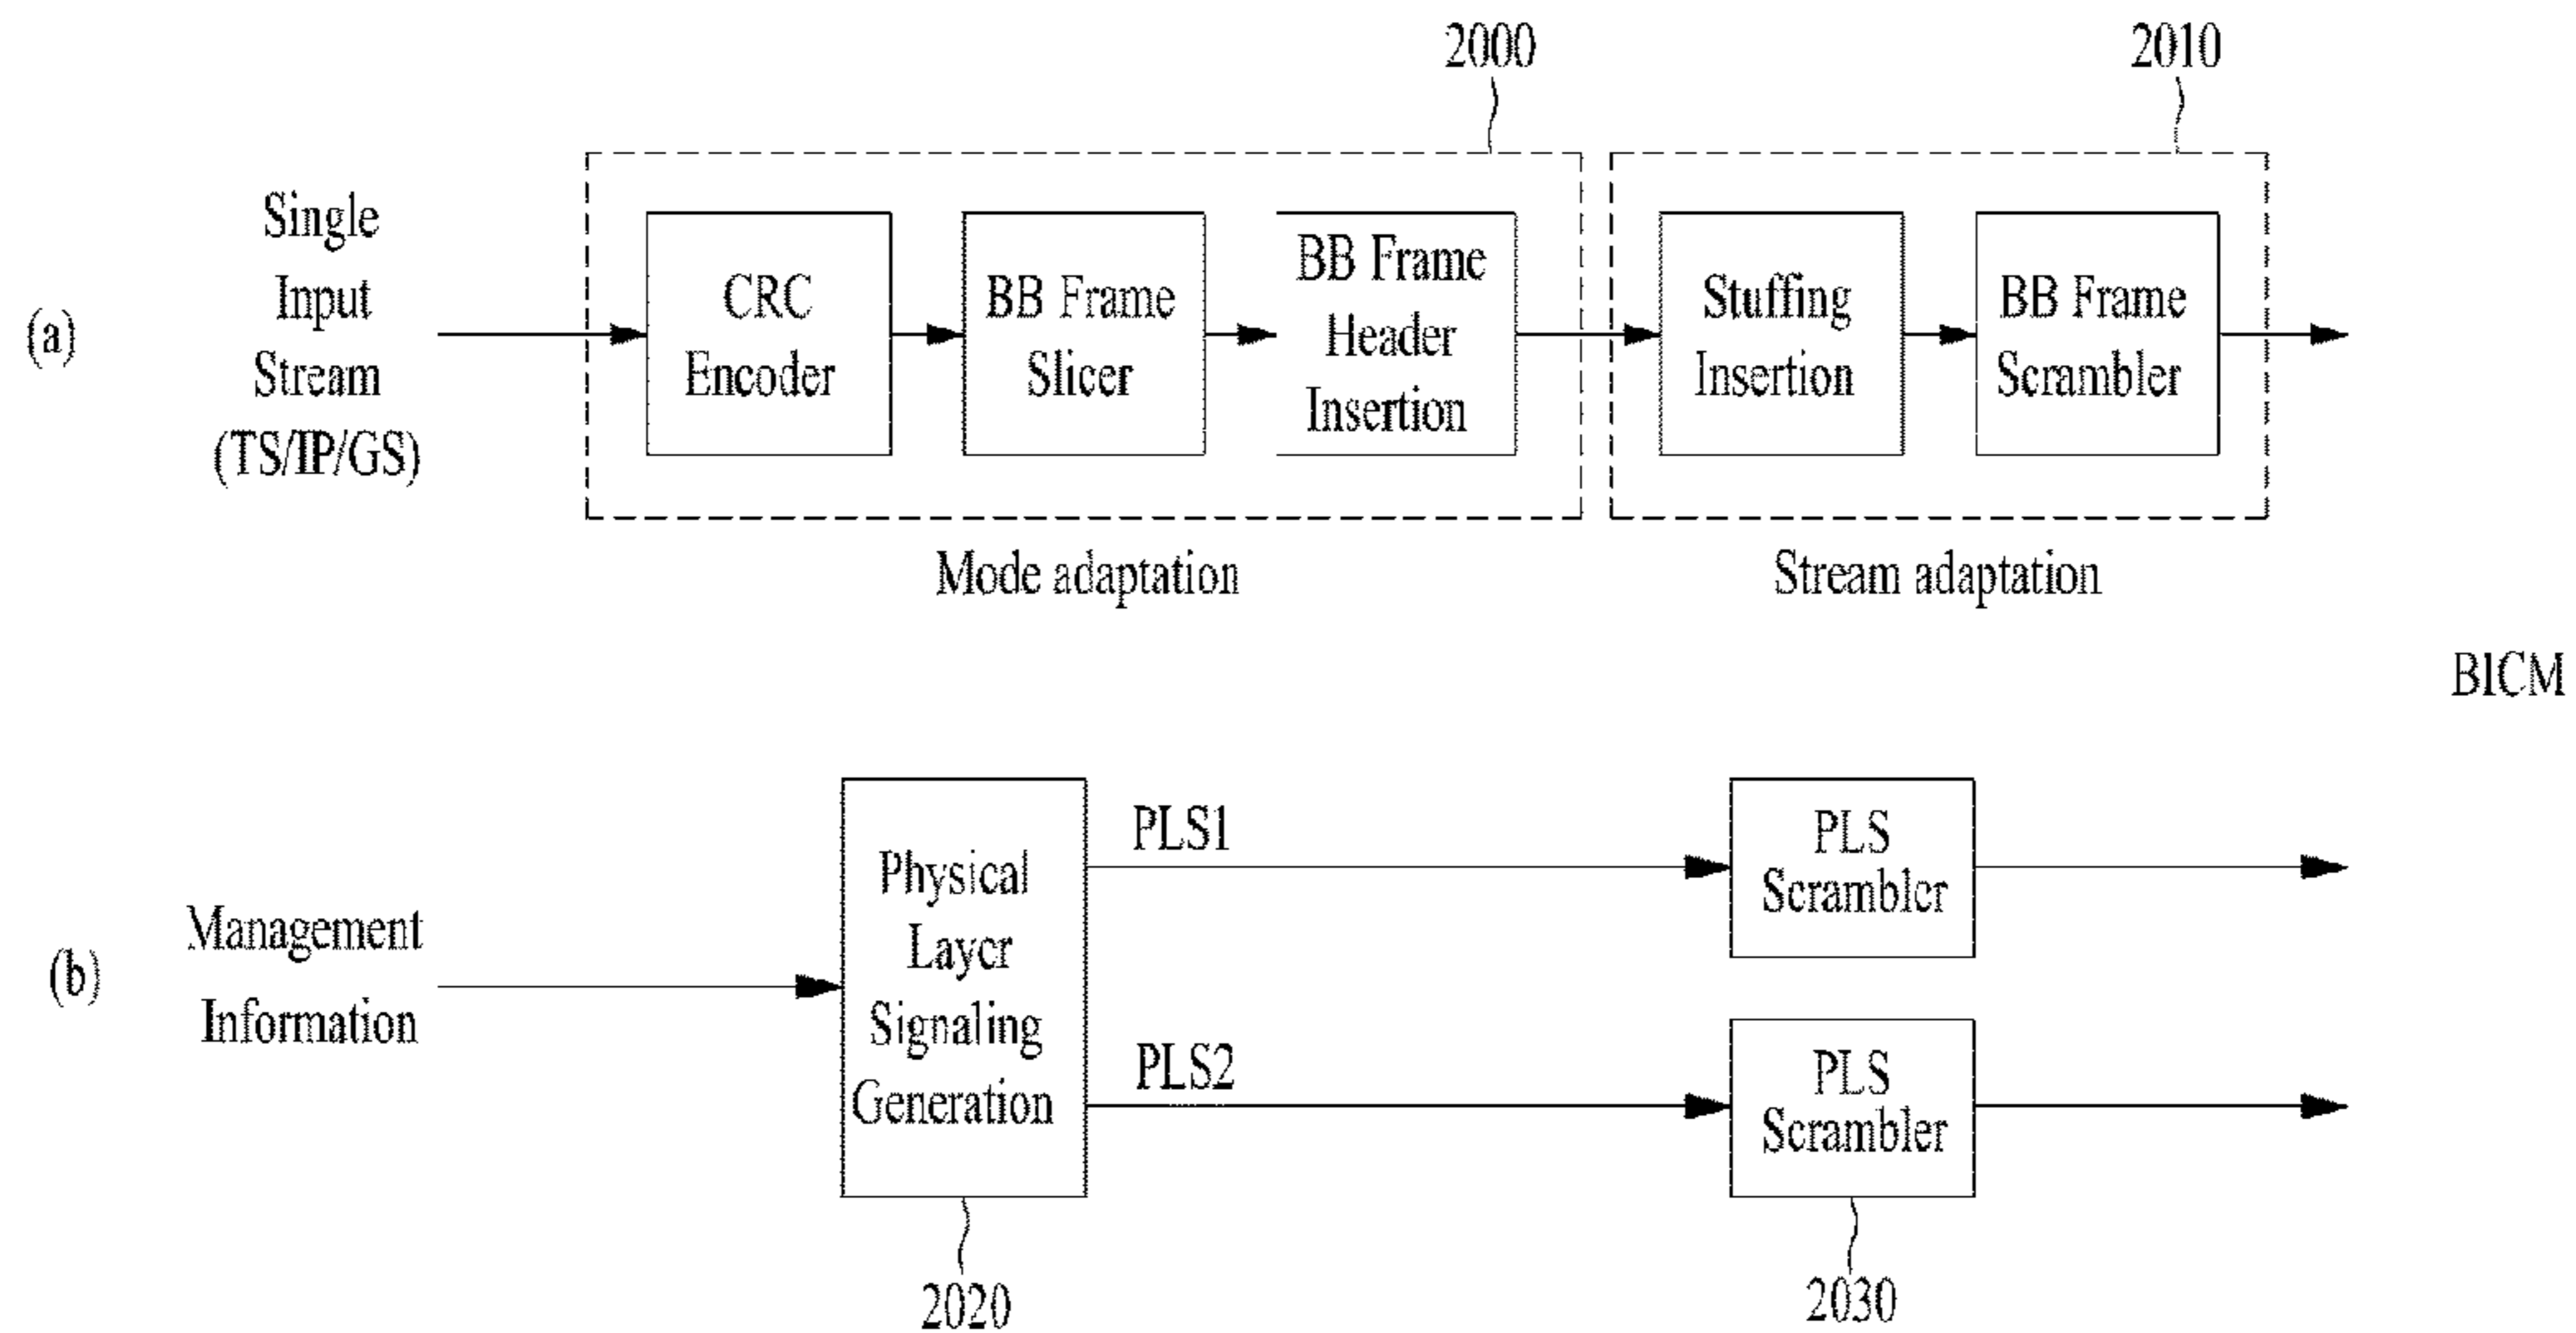 2000
2010
(a)
Single
Input
Stream
(TS/IP/GS)
CRC
Encoder
BB Frame
Slicer
BB Frame
Header
Insertion
Stuffing
Insertion
BB Frame
Scrambler
Mode adaptation
Stream adaptation
BICM
(b)
Management
Information
Physical
Layer
Signaling
Generation
PLS1
PLS2
PLS
Scrambler
PLS
Scrambler
2020
2030